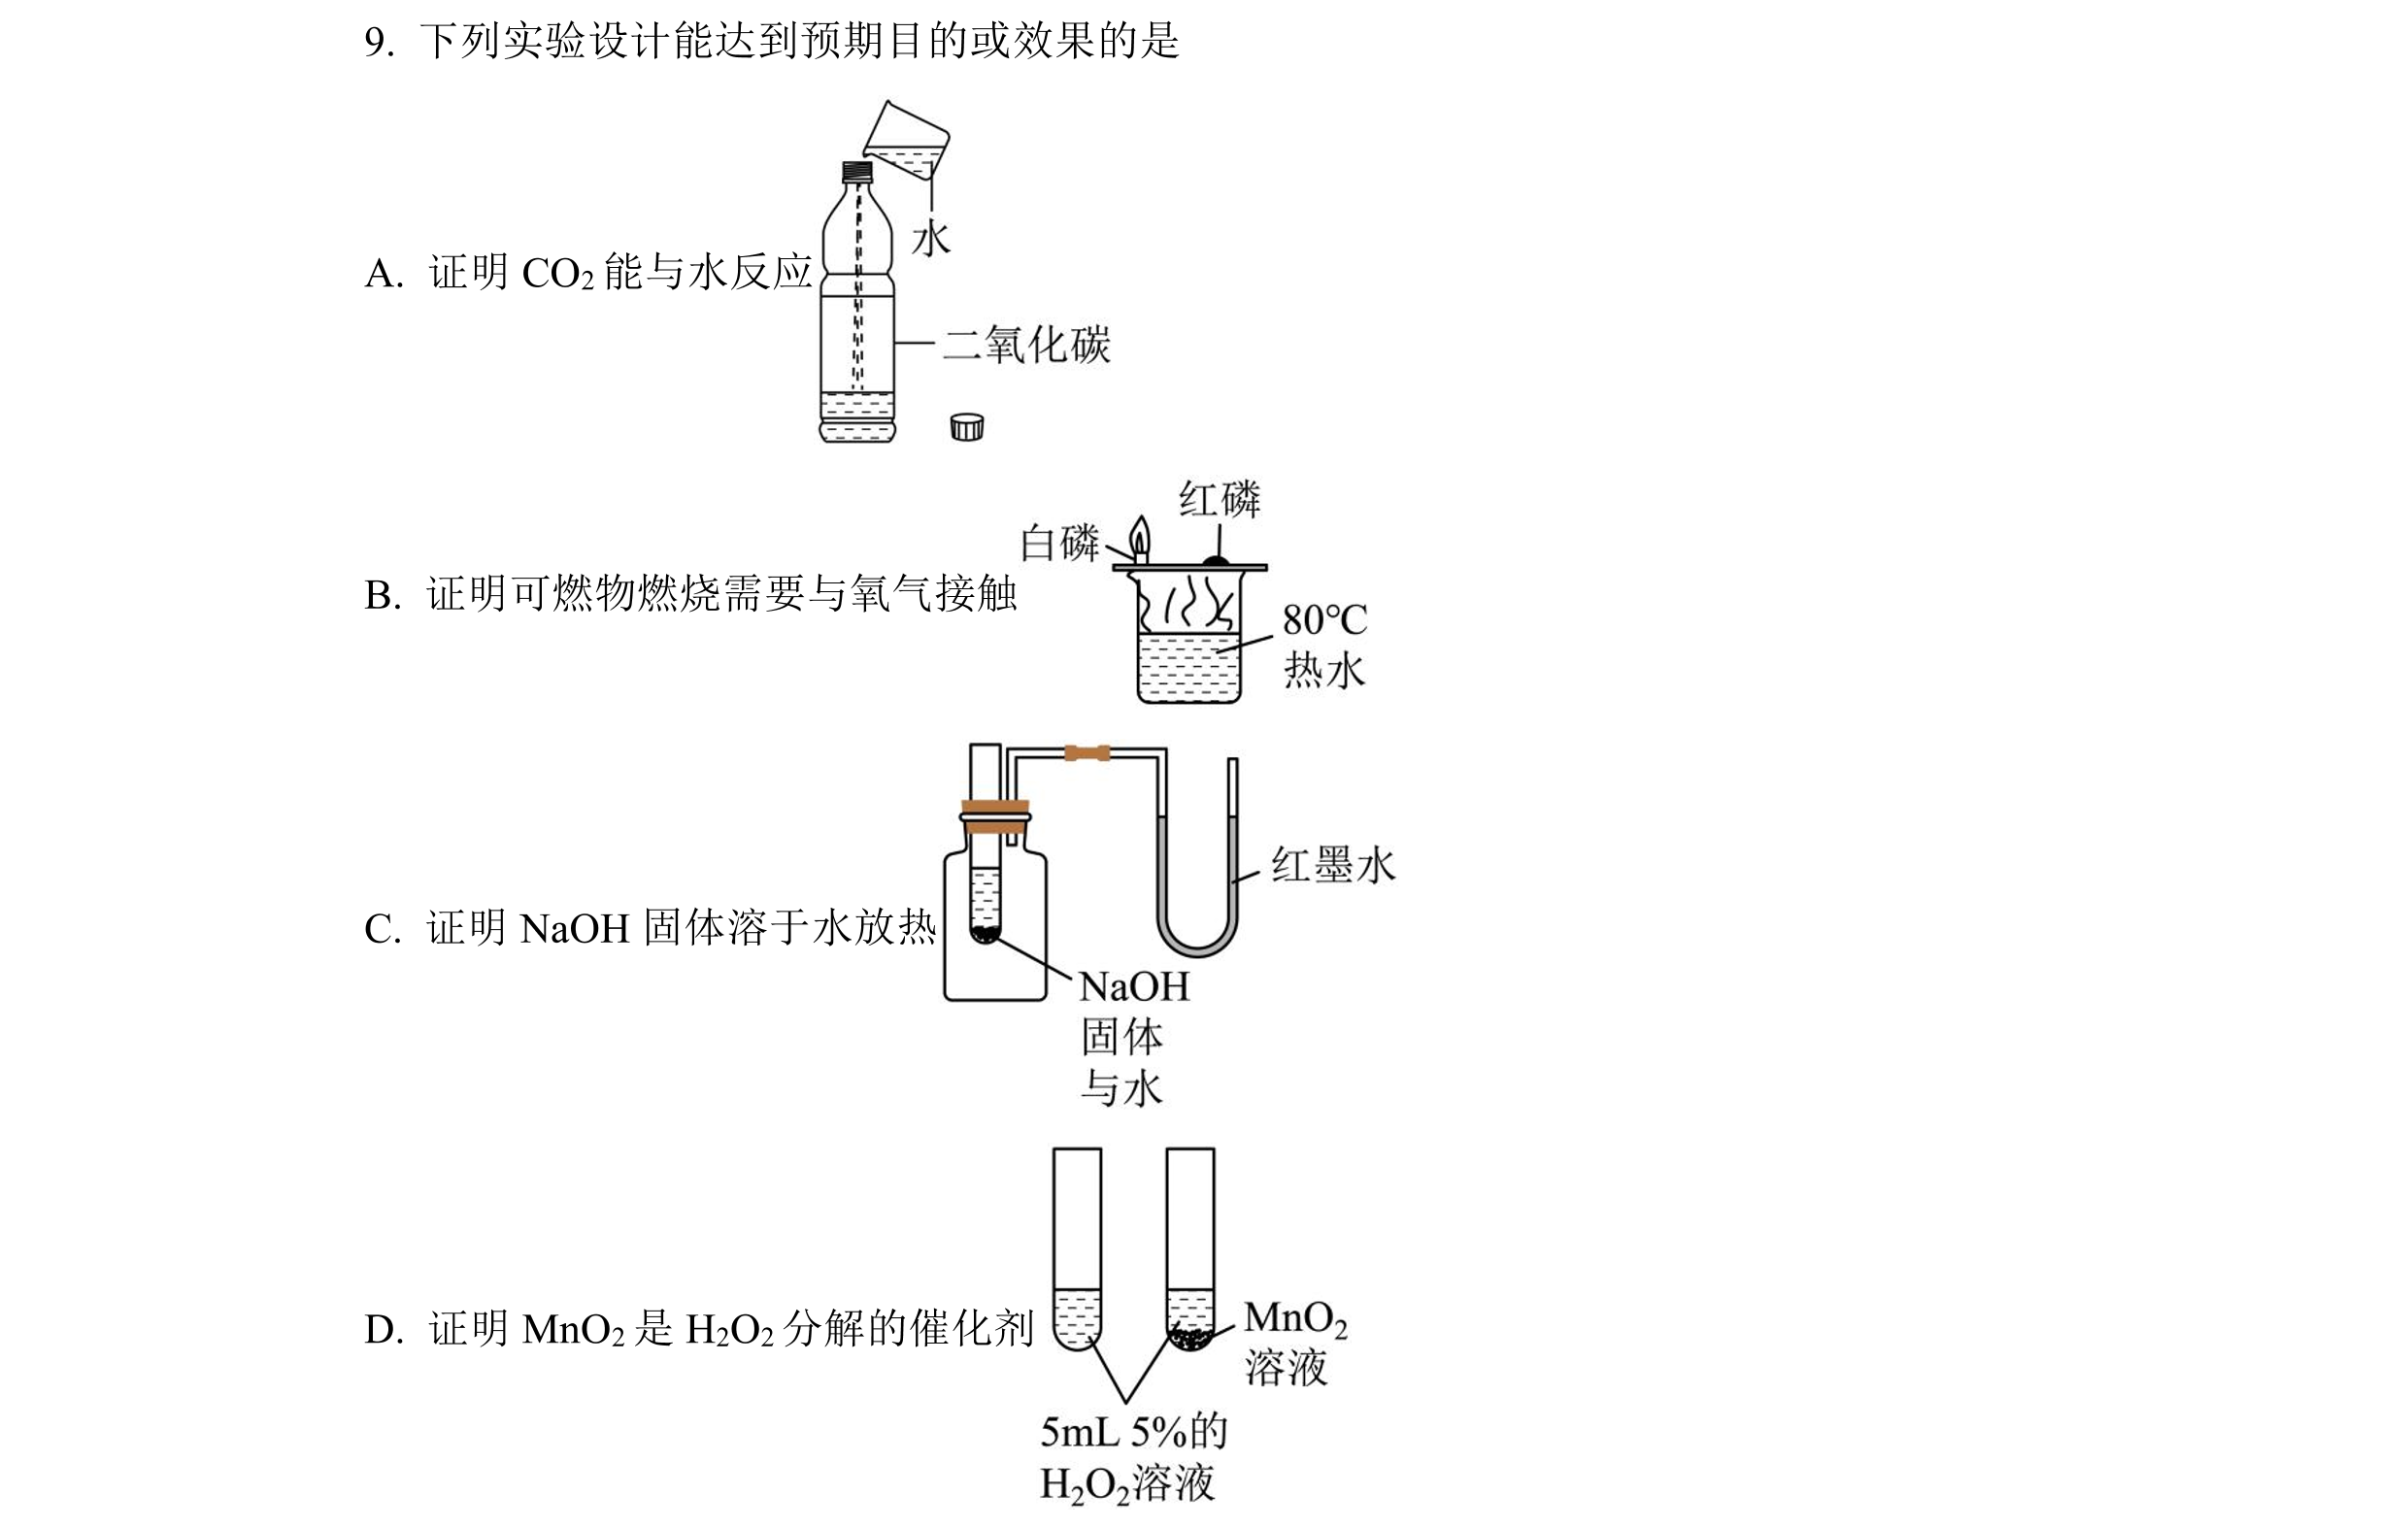 9. 下列实验设计能达到预期目的或效果的是
水
A. 证明 CO₂ 能与水反应
二氧化碳
红磷
白磷
B. 证明可燃物燃烧需要与氧气接触
80℃
热水
红墨水
C. 证明 NaOH 固体溶于水放热
NaOH
固体
与水
D. 证明 MnO₂ 是 H₂O₂ 分解的催化剂
MnO₂
溶液
5mL 5%的
H₂O₂溶液